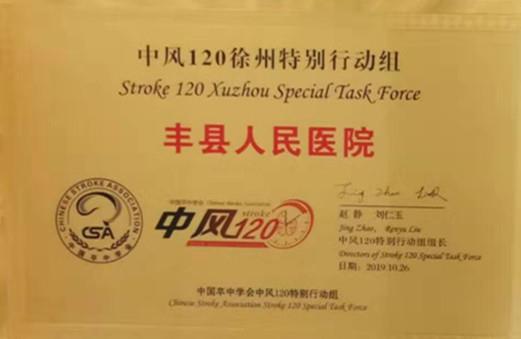 中风120徐州特别行动组
Stroke 120 Xuzhou Special Task Force
丰县人民医院
CHINESE STROKE ASSOCIATION
CSA
中国卒中学会
中国卒中学会 Chinese Stroke Association
stroke
中风120
Jing Zhao
赵静 刘仁玉
Jing Zhao, Renyu Liu
中风120特别行动组组长
Directors of Stroke 120 Special Task Force
日期：2019.10.26
中国卒中学会中风120特别行动组
Chinese Stroke Association Stroke 120 Special Task Force